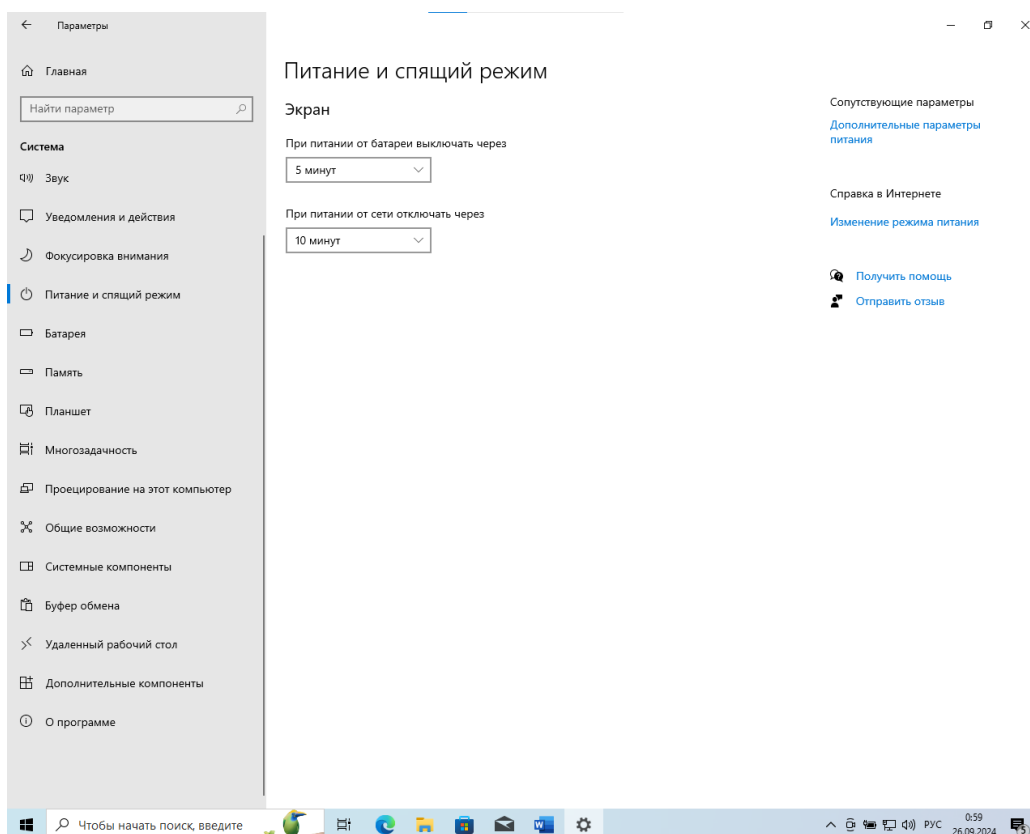 Параметры
Главная
Найти параметр
Система
Звук
Уведомления и действия
Фокусировка внимания
Питание и спящий режим
Батарея
Память
Планшет
Многозадачность
Проецирование на этот компьютер
Общие возможности
Системные компоненты
Буфер обмена
Удаленный рабочий стол
Дополнительные компоненты
О программе
Питание и спящий режим
Экран
При питании от батареи выключать через
5 минут
При питании от сети отключать через
10 минут
Сопутствующие параметры
Дополнительные параметры
питания
Справка в Интернете
Изменение режима питания
Получить помощь
Отправить отзыв
Чтобы начать поиск, введите
W
РУС
0:59
26.09.2024